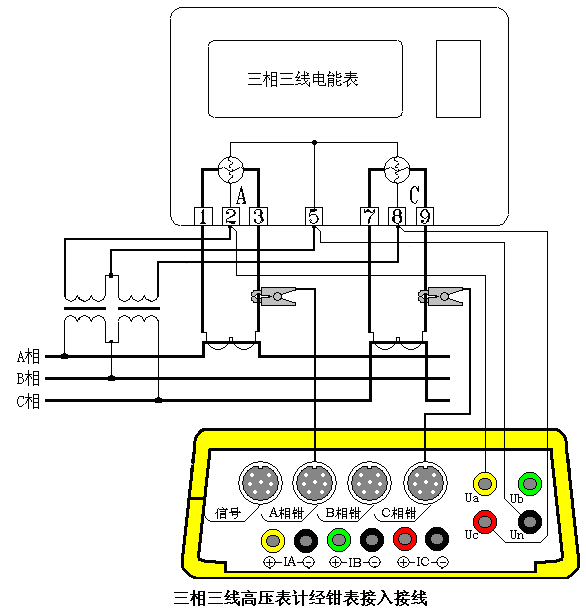 三相三线电能表
A
C
1 2 3 5 7 8 9
A相
B相
C相
信号 A相钳 B相钳 C相钳
Ua Ub
Uc Un
+ IA - + IB - + IC -
三相三线高压表计经钳表接入接线